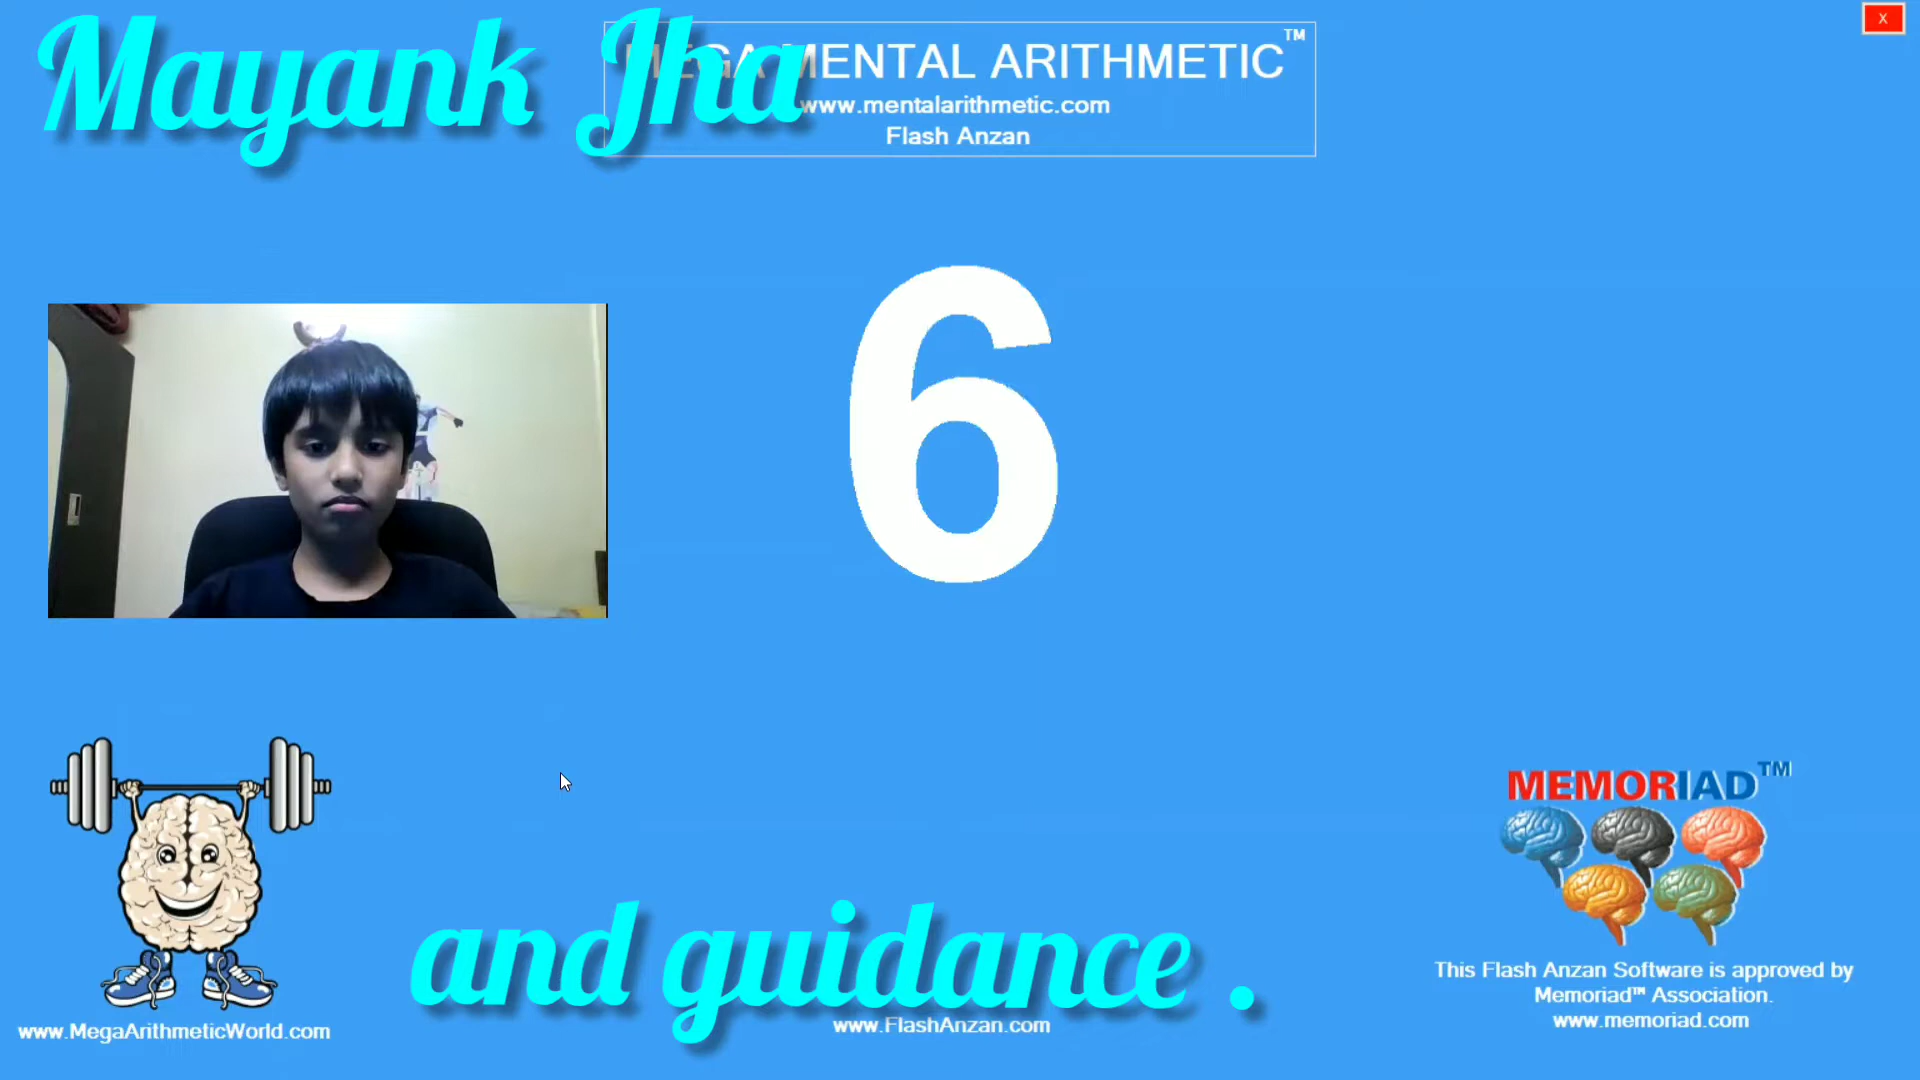 Mayank Jha
MEGA MENTAL ARITHMETIC™
www.mentalarithmetic.com
Flash Anzan
X
6
MEMORIAD™
This Flash Anzan Software is approved by
Memoriad™ Association.
www.memoriad.com
and guidance .
www.MegaArithmeticWorld.com
www.FlashAnzan.com